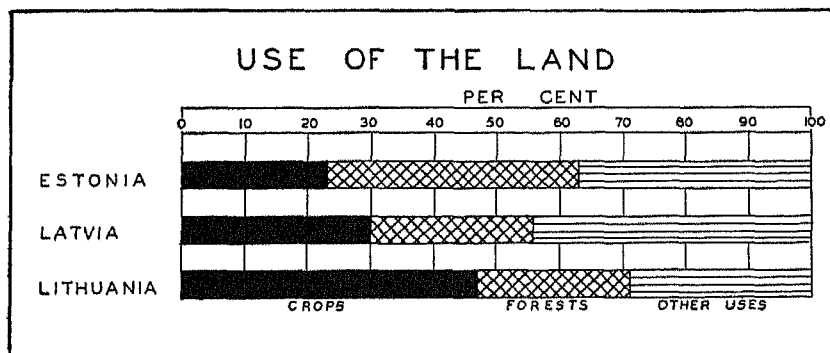 USE OF THE LAND
PER CENT
0 10 20 30 40 50 60 70 80 90 100
ESTONIA
LATVIA
LITHUANIA
CROPS FORESTS OTHER USES